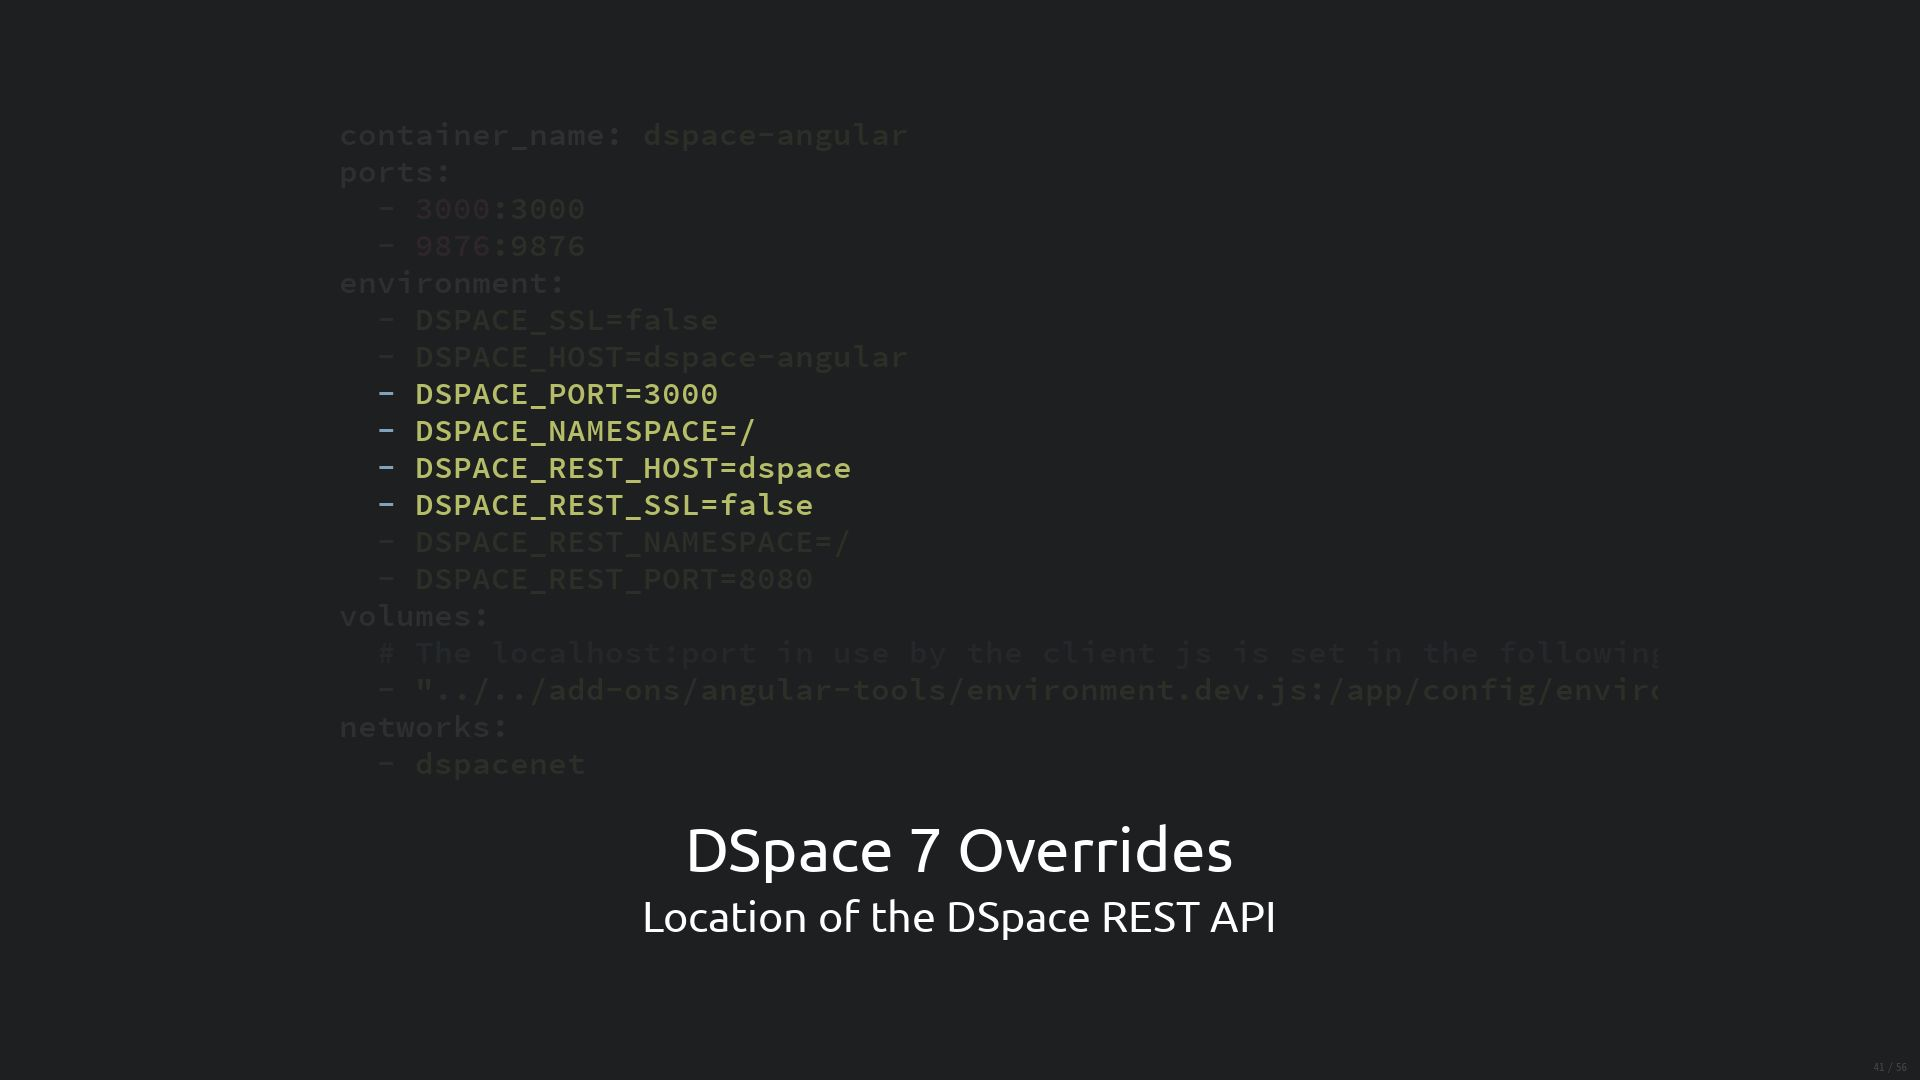 container_name: dspace-angular
ports:
  - 3000:3000
  - 9876:9876
environment:
  - DSPACE_SSL=false
  - DSPACE_HOST=dspace-angular
  - DSPACE_PORT=3000
  - DSPACE_NAMESPACE=/
  - DSPACE_REST_HOST=dspace
  - DSPACE_REST_SSL=false
  - DSPACE_REST_NAMESPACE=/
  - DSPACE_REST_PORT=8080
volumes:
  # The localhost:port in use by the client js is set in the following
  - "../../add-ons/angular-tools/environment.dev.js:/app/config/enviro
networks:
  - dspacenet
DSpace 7 Overrides
Location of the DSpace REST API
41 / 56